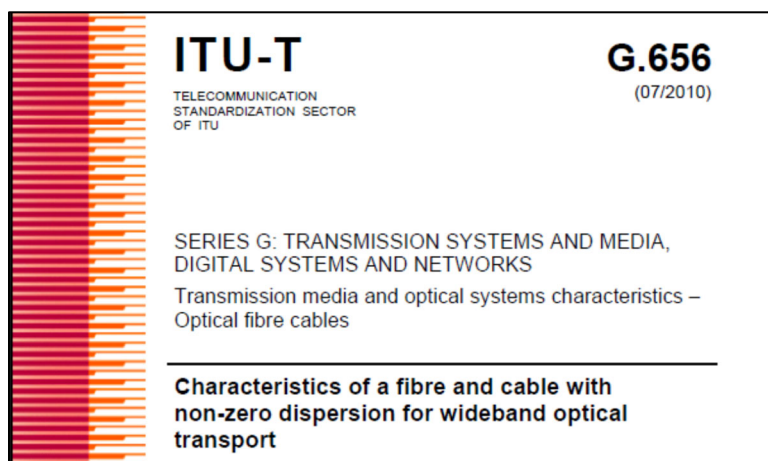 ITU-T
G.656
TELECOMMUNICATION
STANDARDIZATION SECTOR
OF ITU
(07/2010)
SERIES G: TRANSMISSION SYSTEMS AND MEDIA,
DIGITAL SYSTEMS AND NETWORKS
Transmission media and optical systems characteristics –
Optical fibre cables
Characteristics of a fibre and cable with
non-zero dispersion for wideband optical
transport